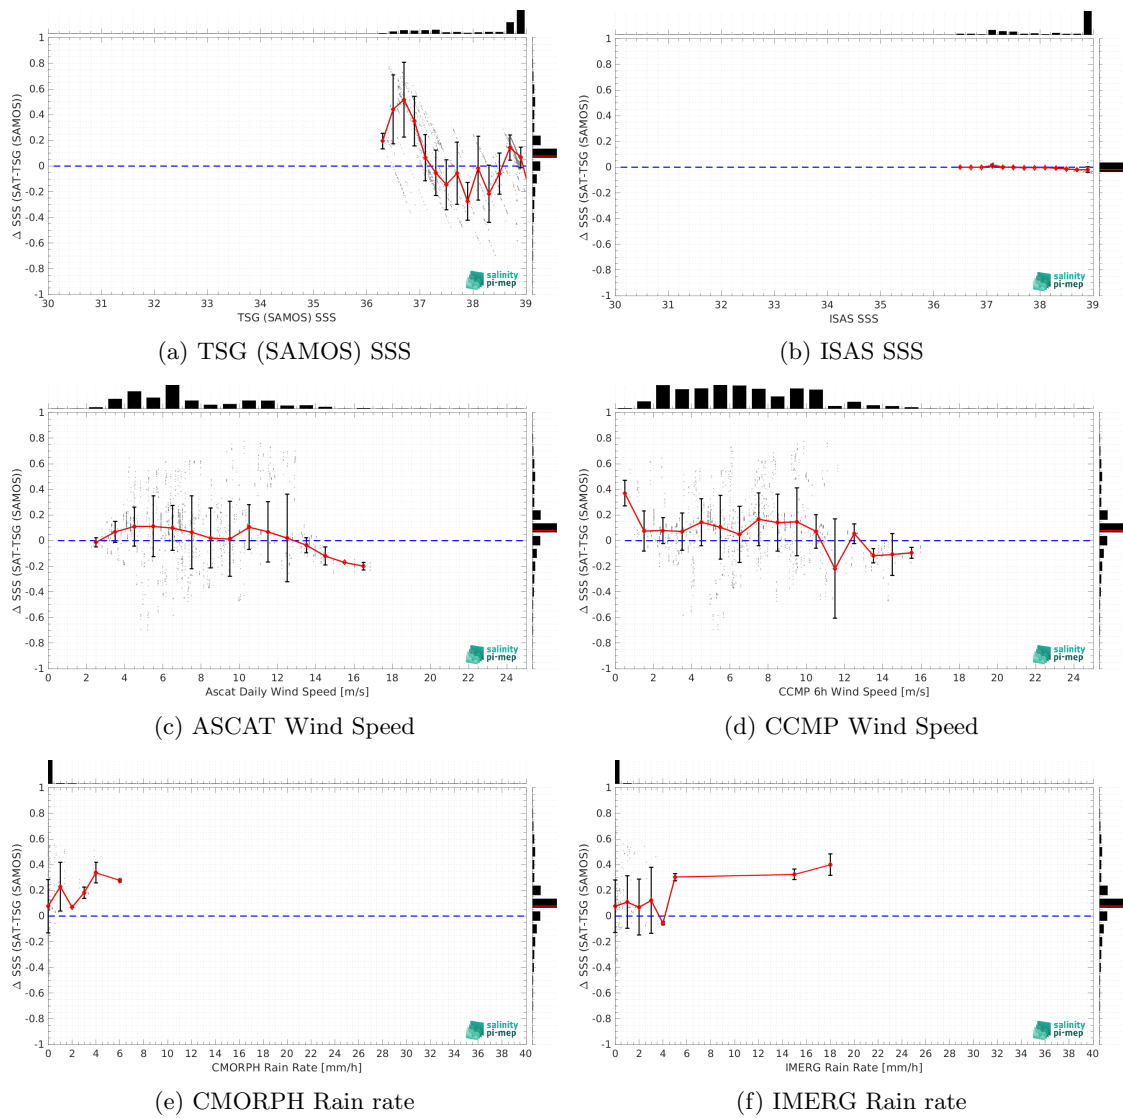 1
0.8
0.6
0.4
0.2
0
-0.2
-0.4
-0.6
-0.8
-1
Δ SSS (SAT-TSG (SAMOS))
30 31 32 33 34 35 36 37 38 39
TSG (SAMOS) SSS
salinity
pi-mep
(a) TSG (SAMOS) SSS
1
0.8
0.6
0.4
0.2
0
-0.2
-0.4
-0.6
-0.8
-1
Δ SSS (SAT-TSG (SAMOS))
30 31 32 33 34 35 36 37 38 39
ISAS SSS
salinity
pi-mep
(b) ISAS SSS
1
0.8
0.6
0.4
0.2
0
-0.2
-0.4
-0.6
-0.8
-1
Δ SSS (SAT-TSG (SAMOS))
0 2 4 6 8 10 12 14 16 18 20 22 24
Ascat Daily Wind Speed [m/s]
salinity
pi-mep
(c) ASCAT Wind Speed
1
0.8
0.6
0.4
0.2
0
-0.2
-0.4
-0.6
-0.8
-1
Δ SSS (SAT-TSG (SAMOS))
0 2 4 6 8 10 12 14 16 18 20 22 24
CCMP 6h Wind Speed [m/s]
salinity
pi-mep
(d) CCMP Wind Speed
1
0.8
0.6
0.4
0.2
0
-0.2
-0.4
-0.6
-0.8
-1
Δ SSS (SAT-TSG (SAMOS))
0 2 4 6 8 10 12 14 16 18 20 22 24 26 28 30 32 34 36 38 40
CMORPH Rain Rate [mm/h]
salinity
pi-mep
(e) CMORPH Rain rate
1
0.8
0.6
0.4
0.2
0
-0.2
-0.4
-0.6
-0.8
-1
Δ SSS (SAT-TSG (SAMOS))
0 2 4 6 8 10 12 14 16 18 20 22 24 26 28 30 32 34 36 38 40
IMERG Rain Rate [mm/h]
salinity
pi-mep
(f) IMERG Rain rate